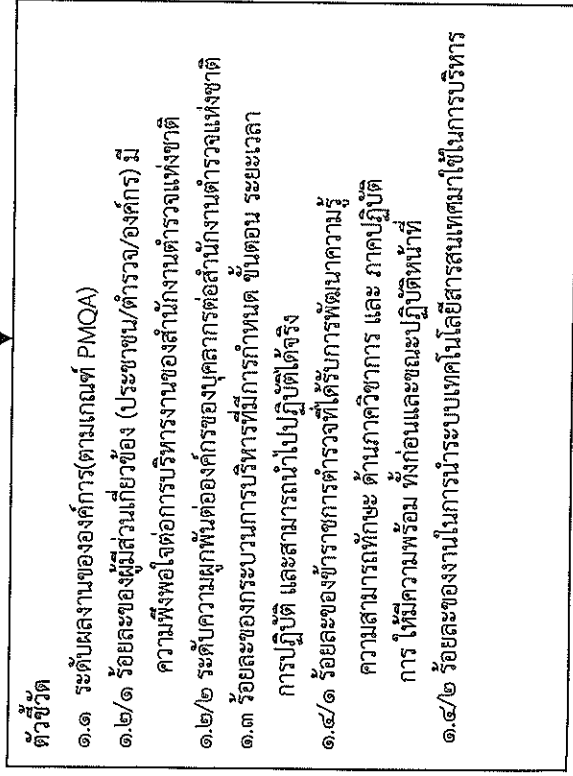 ตัวชี้วัด
๑.๑ ระดับผลงานขององค์การ(ตามเกณฑ์ PMQA)
๑.๒/๑ ร้อยละของผู้มีส่วนเกี่ยวข้อง (ประชาชน/ตำรวจ/องค์กร) มี
ความพึงพอใจต่อการบริหารงานของสำนักงานตำรวจแห่งชาติ
๑.๒/๒ ระดับความผูกพันต่อองค์กรของบุคลากรต่อสำนักงานตำรวจแห่งชาติ
๑.๓ ร้อยละของกระบวนการบริหารที่มีการกำหนด ขั้นตอน ระยะเวลา
การปฏิบัติ และสามารถนำไปปฏิบัติได้จริง
๑.๔/๑ ร้อยละของข้าราชการตำรวจที่ได้รับการพัฒนาความรู้
ความสามารถทักษะ ด้านภาควิชาการ และ ภาคปฏิบัติ
การ ให้มีความพร้อม ทั้งก่อนและขณะปฏิบัติหน้าที่
๑.๔/๒ ร้อยละของงานในการนำระบบเทคโนโลยีสารสนเทศมาใช้ในการบริหาร